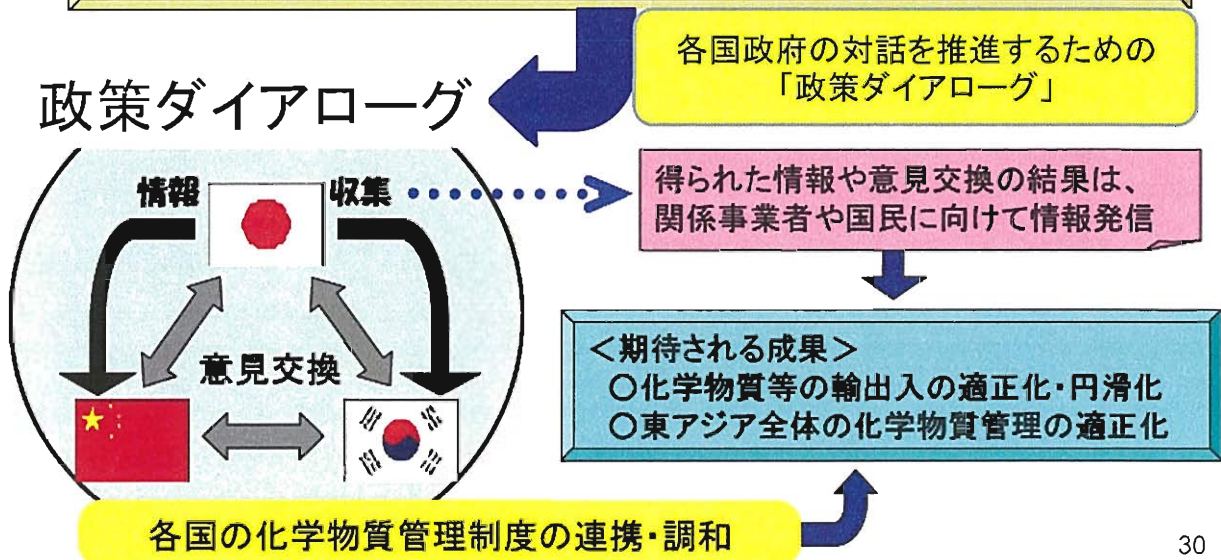 各国政府の対話を推進するための
「政策ダイアローグ」
政策ダイアローグ
情報 収集
得られた情報や意見交換の結果は、
関係事業者や国民に向けて情報発信
意見交換
＜期待される成果＞
○化学物質等の輸出入の適正化・円滑化
○東アジア全体の化学物質管理の適正化
各国の化学物質管理制度の連携・調和
30